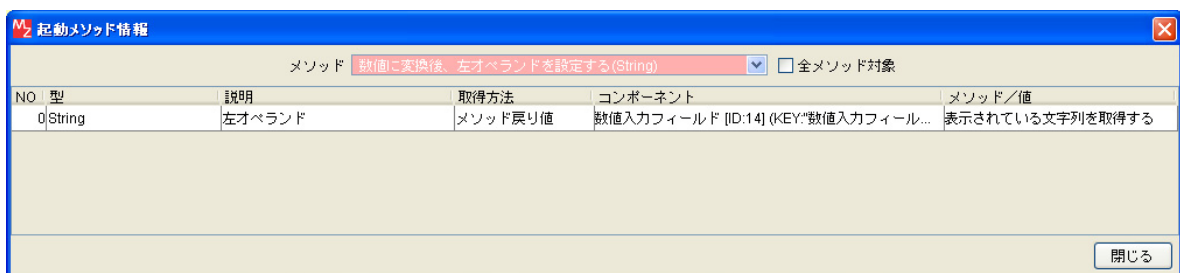 MZ 起動メソッド情報
メソッド 数値に変換後、左オペランドを設定する(String) 全メソッド対象
NO 型 説明 取得方法 コンポーネント メソッド／値
0 String 左オペランド メソッド戻り値 数値入力フィールド [ID:14] (KEY:"数値入力フィール... 表示されている文字列を取得する
閉じる